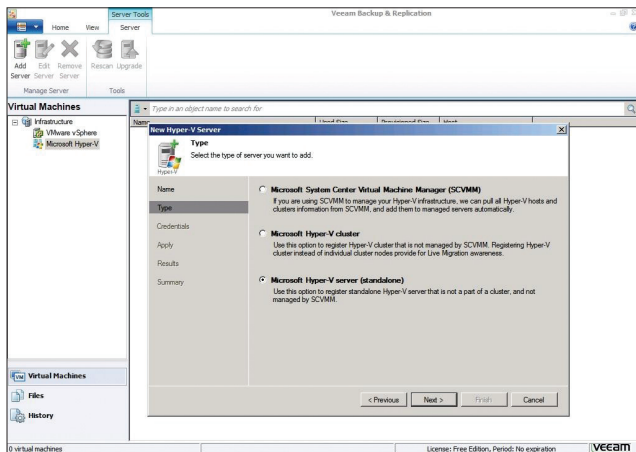 Server Tools
Veeam Backup & Replication
Home
View
Server
Add Server
Edit Server
Remove Server
Rescan
Upgrade
Manage Server
Tools
Virtual Machines
Infrastructure
VMware vSphere
Microsoft Hyper-V
Type in an object name to search for
Name
Used Size
Provisioned Size
Host
New Hyper-V Server
Type
Select the type of server you want to add.
Hyper-V
Name
Type
Credentials
Apply
Results
Summary
Microsoft System Center Virtual Machine Manager (SCVMM)
If you are using SCVMM to manage your Hyper-V infrastructure, we can pull all Hyper-V hosts and
clusters information from SCVMM, and add them to managed servers automatically.
Microsoft Hyper-V cluster
Use this option to register Hyper-V cluster that is not managed by SCVMM. Registering Hyper-V
cluster instead of individual cluster nodes provide for Live Migration awareness.
Microsoft Hyper-V server (standalone)
Use this option to register standalone Hyper-V server that is not a part of a cluster, and not
managed by SCVMM.
< Previous
Next >
Finish
Cancel
VM
Virtual Machines
Files
History
0 virtual machines
License: Free Edition, Period: No expiration
veeam